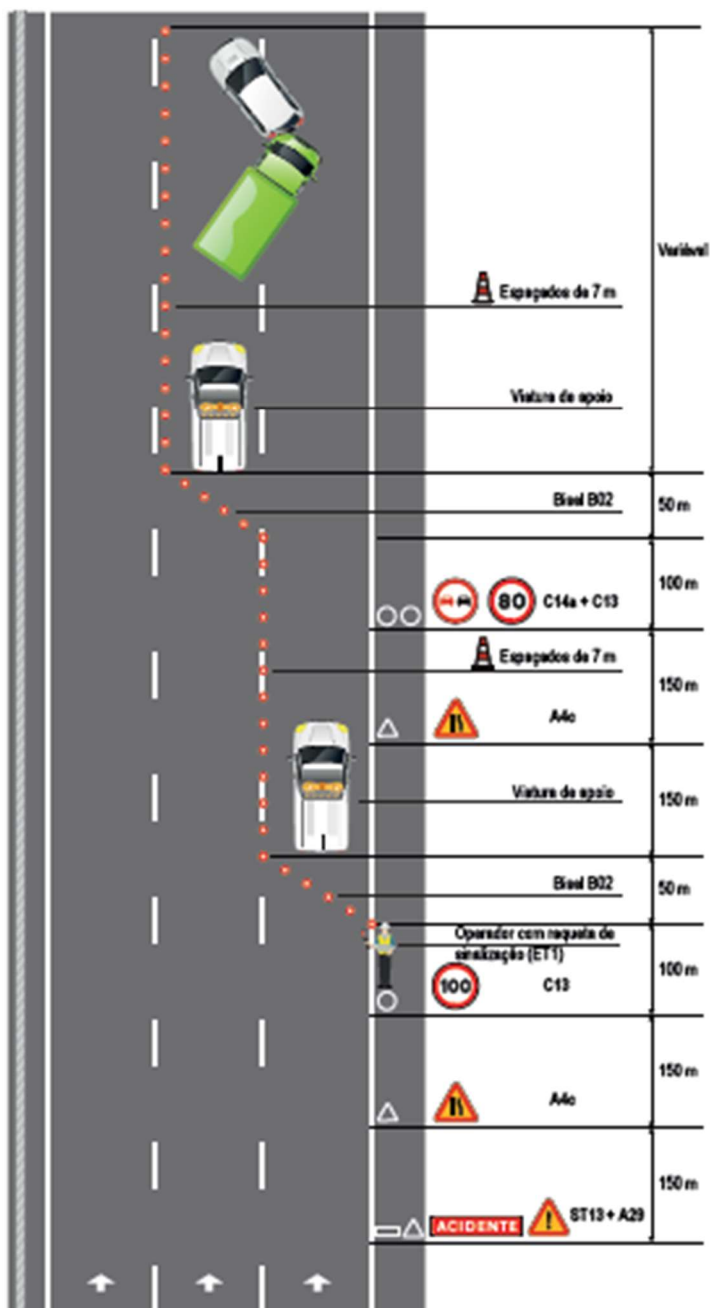 Variável
Espaçados de 7 m
Viatura de apoio
Bisel B02
50 m
100 m
80
C14a + C13
Espaçados de 7 m
150 m
A4c
Viatura de apoio
150 m
Bisel B02
50 m
Operador com raquete de
sinalização (ET1)
100 m
100
C13
150 m
A4c
150 m
ACIDENTE
!
ST13 + A29